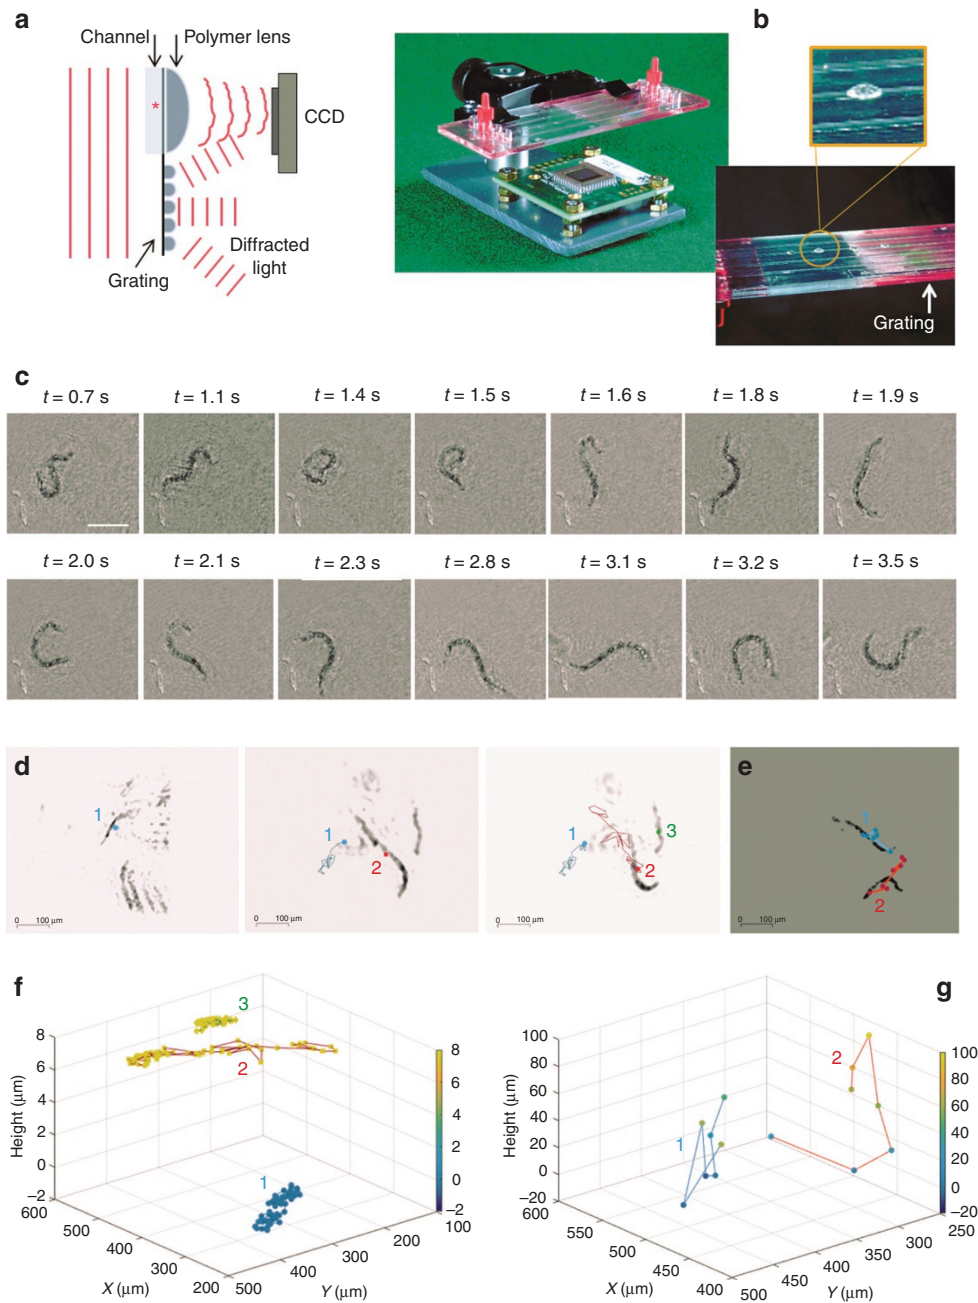 a
Channel
Polymer lens
*
CCD
Diffracted
light
Grating
b
Grating
c
t = 0.7 s
t = 1.1 s
t = 1.4 s
t = 1.5 s
t = 1.6 s
t = 1.8 s
t = 1.9 s
t = 2.0 s
t = 2.1 s
t = 2.3 s
t = 2.8 s
t = 3.1 s
t = 3.2 s
t = 3.5 s
d
1
0 100 μm
1
2
0 100 μm
1
3
2
0 100 μm
e
1
2
0 100 μm
f
3
2
1
8
6
4
2
0
−2
Height (μm)
600
500
400
300
200
X (μm)
500
400
300
200
100
Y (μm)
8
6
4
2
0
−2
g
2
1
100
80
60
40
20
0
−20
Height (μm)
600
550
500
450
400
X (μm)
500
450
400
350
300
250
Y (μm)
100
80
60
40
20
0
−20